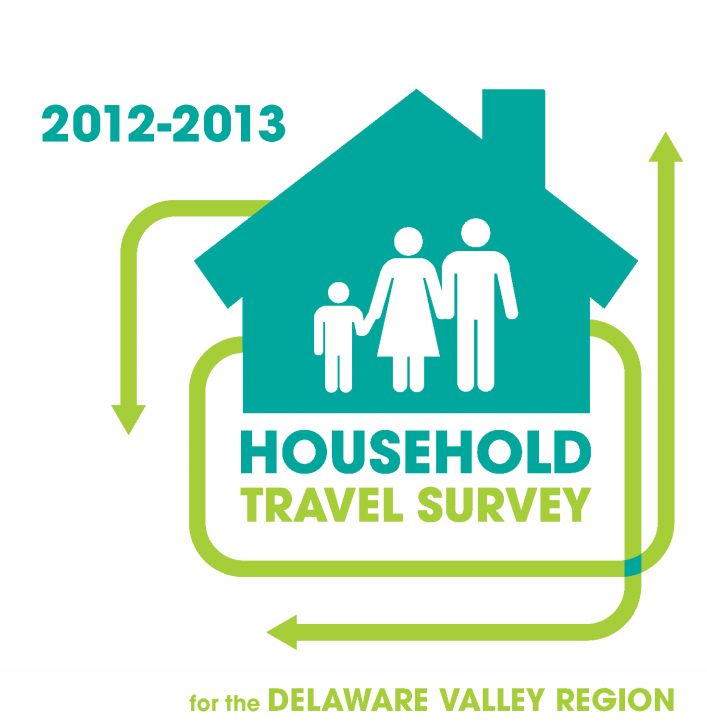 2012-2013
HOUSEHOLD
TRAVEL SURVEY
for the DELAWARE VALLEY REGION